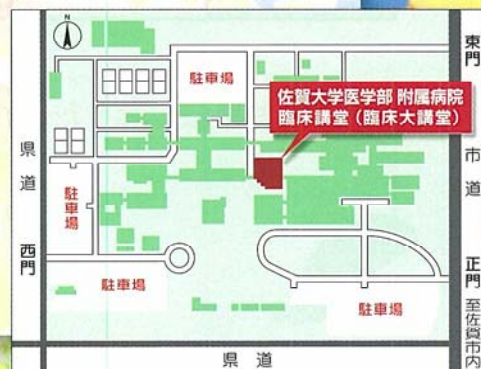 東門
駐車場
佐賀大学医学部 附属病院
臨床講堂（臨床大講堂）
県道
市道
駐車場
西門
正門
至佐賀市内
駐車場
駐車場
県道